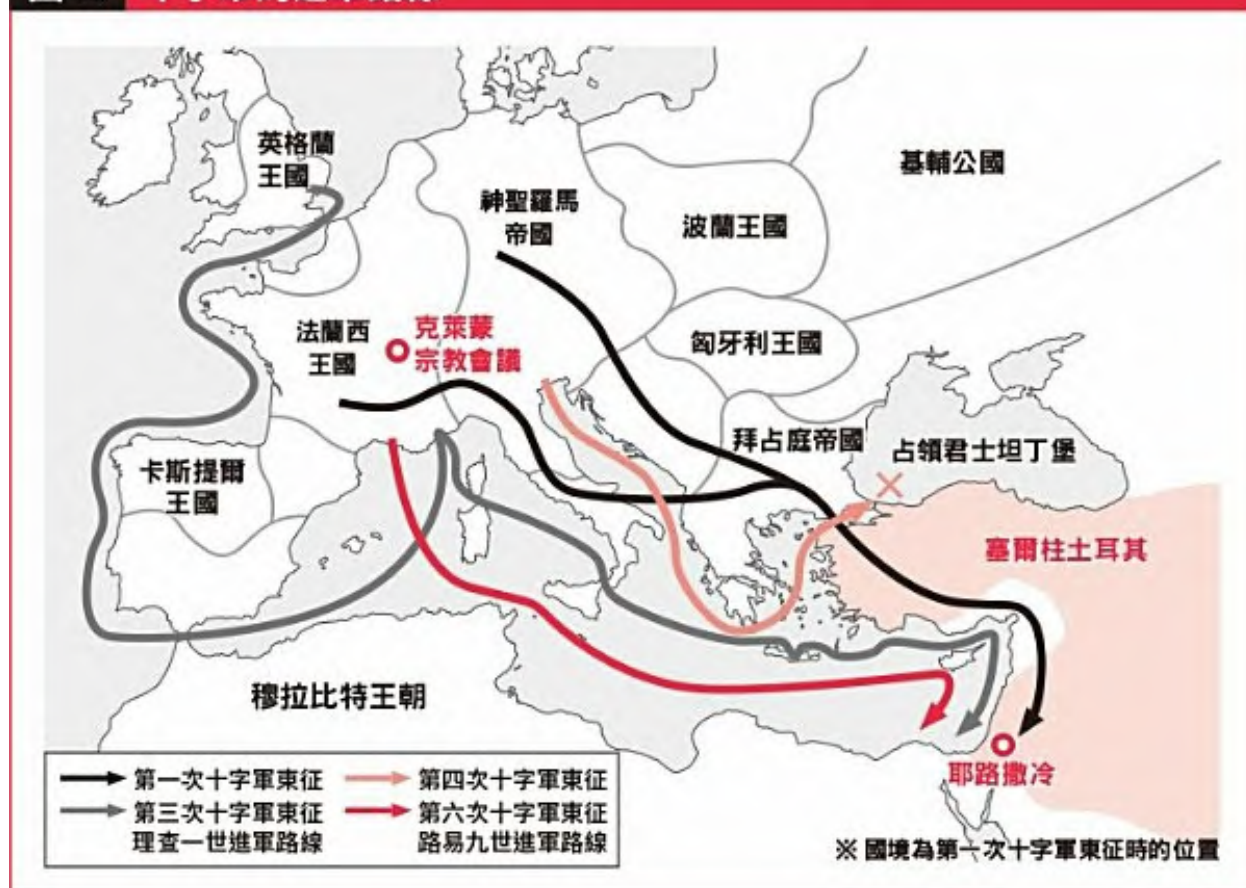 英格蘭
王國
神聖羅馬
帝國
波蘭王國
基輔公國
法蘭西
王國
克萊蒙
宗教會議
匈牙利王國
卡斯提爾
王國
拜占庭帝國
占領君士坦丁堡
塞爾柱土耳其
穆拉比特王朝
耶路撒冷
第一次十字軍東征
第三次十字軍東征
理查一世進軍路線
第四次十字軍東征
第六次十字軍東征
路易九世進軍路線
※ 國境為第一次十字軍東征時的位置